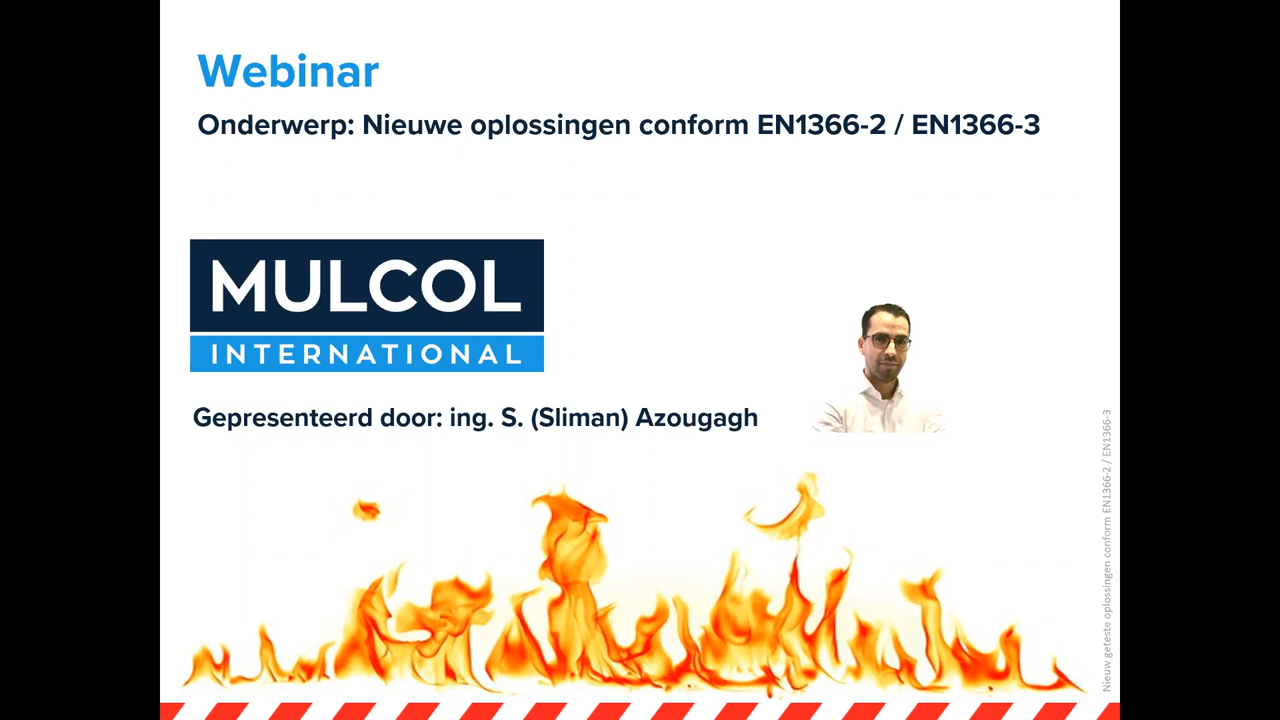 Webinar
Onderwerp: Nieuwe oplossingen conform EN1366-2 / EN1366-3
MULCOL
INTERNATIONAL
Gepresenteerd door: ing. S. (Sliman) Azougagh
Nieuw geteste oplossingen conform EN1366-2 / EN1366-3